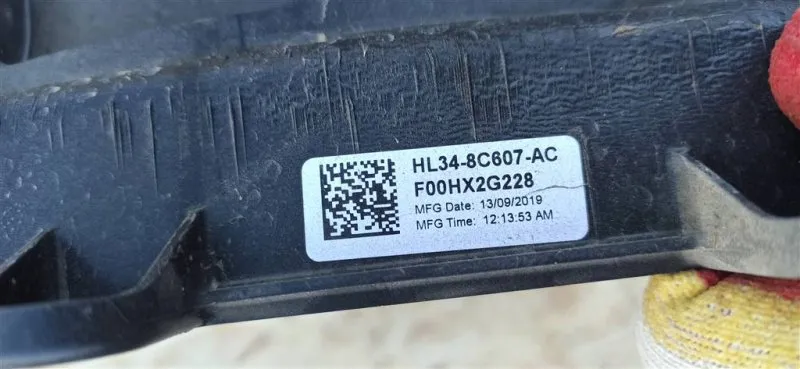 HL34-8C607-AC
F00HX2G228
MFG Date: 13/09/2019
MFG Time: 12:13:53 AM